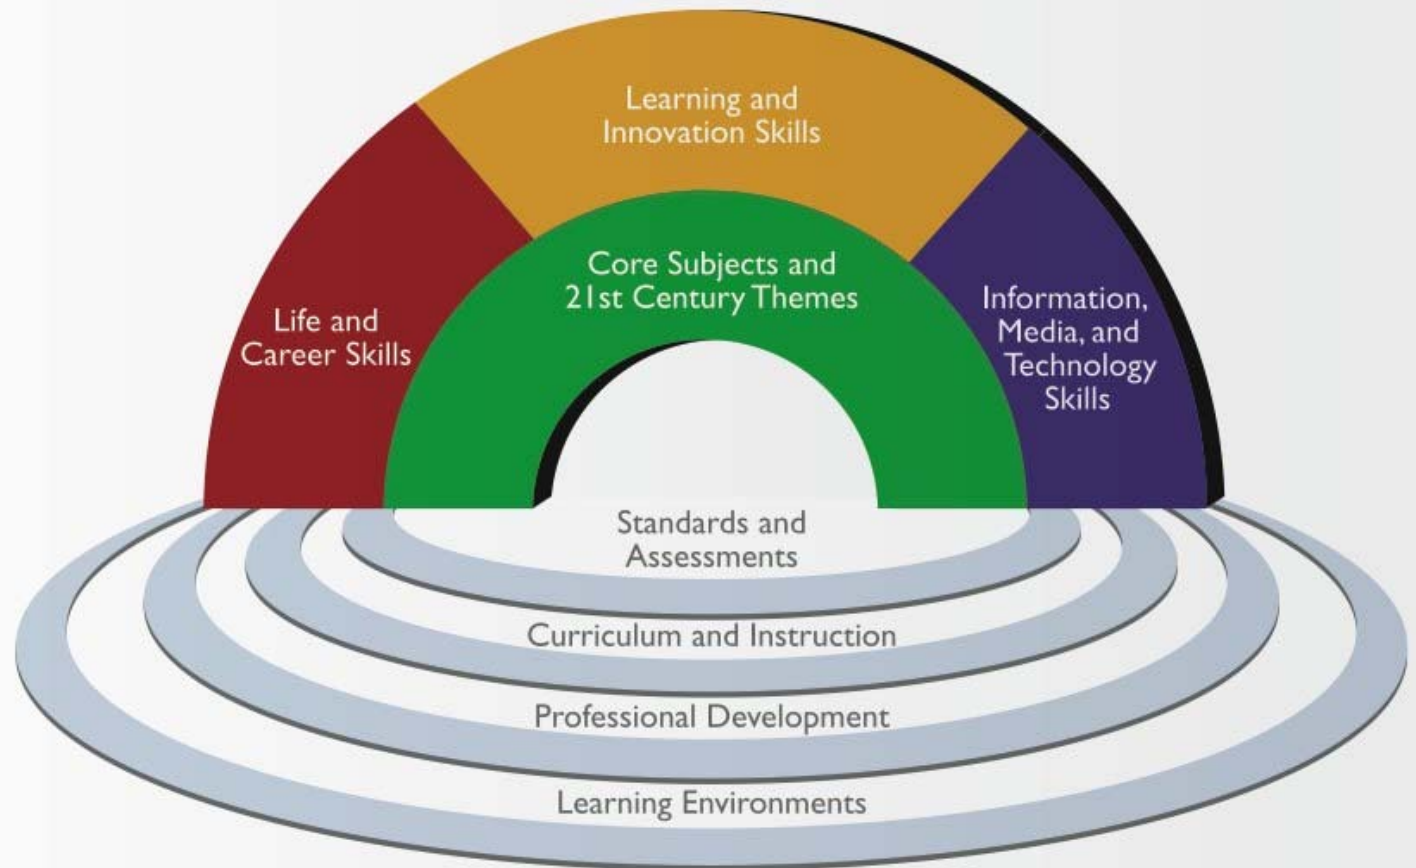 Learning and
Innovation Skills
Core Subjects and
21st Century Themes
Life and
Career Skills
Information,
Media, and
Technology
Skills
Standards and
Assessments
Curriculum and Instruction
Professional Development
Learning Environments